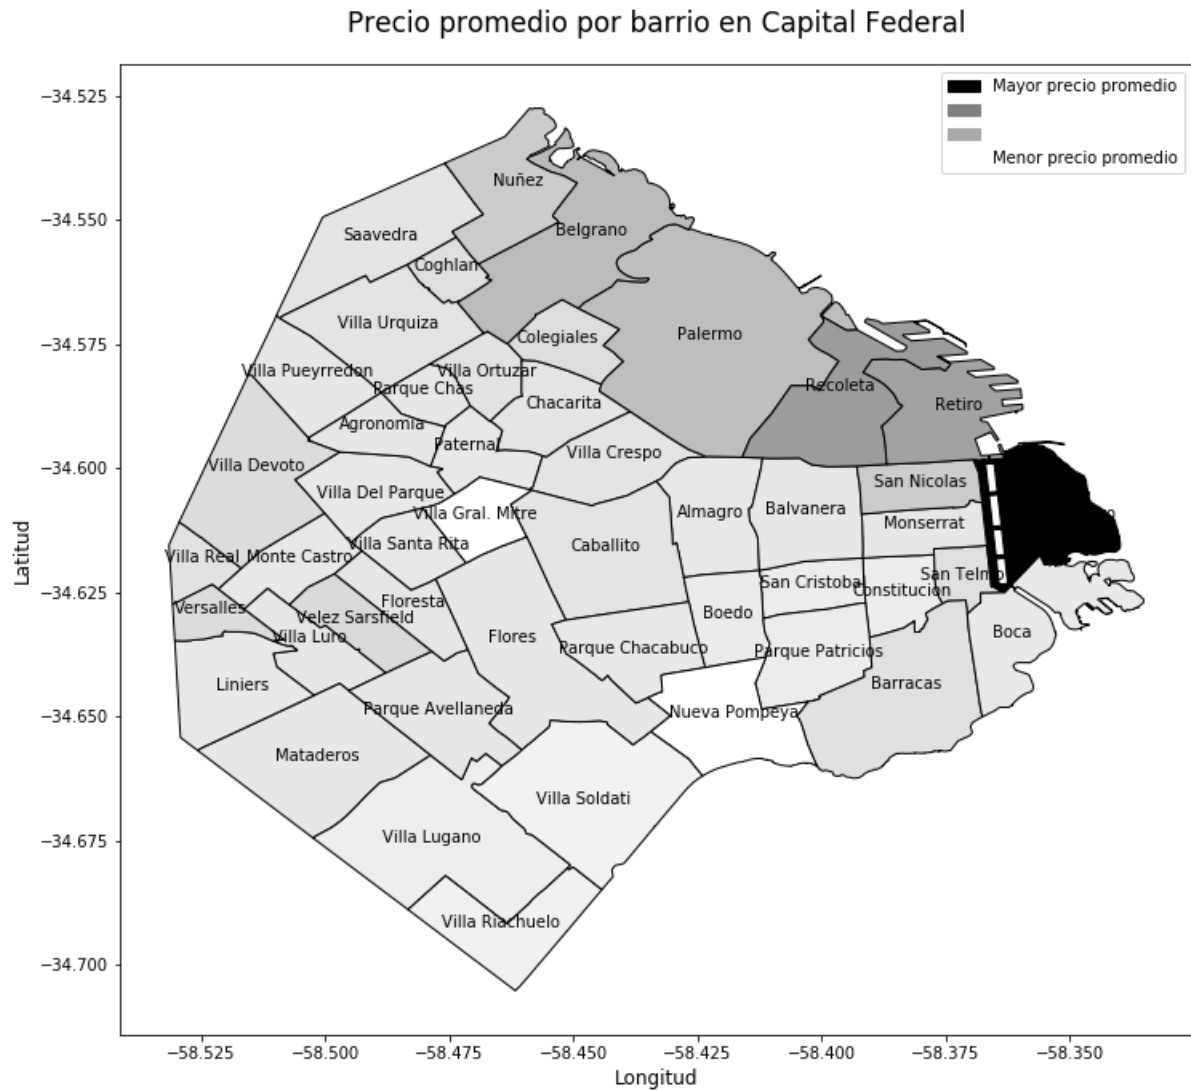 Precio promedio por barrio en Capital Federal
Mayor precio promedio
Menor precio promedio
−34.525
−34.550
−34.575
−34.600
−34.625
−34.650
−34.675
−34.700
Latitud
Nuñez
Saavedra
Belgrano
Coghlan
Villa Urquiza
Colegiales
Palermo
Villa Pueyrredon
Villa Ortuzar
Parque Chas
Recoleta
Chacarita
Retiro
Agronomia
Paternal
Villa Crespo
Villa Devoto
San Nicolas
Villa Del Parque
Villa Gral. Mitre
Almagro
Balvanera
Monserrat
Villa Santa Rita
Caballito
Villa Real
Monte Castro
San Telmo
San Cristobal
Constitucion
Floresta
Versalles
Velez Sarsfield
Boedo
Villa Luro
Flores
Boca
Parque Chacabuco
Parque Patricios
Liniers
Barracas
Parque Avellaneda
Nueva Pompeya
Mataderos
Villa Soldati
Villa Lugano
Villa Riachuelo
−58.525
−58.500
−58.475
−58.450
−58.425
−58.400
−58.375
−58.350
Longitud